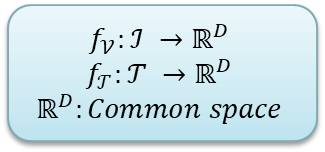 f_𝒱: ℐ → ℝ^D
f_𝒯: 𝒯 → ℝ^D
ℝ^D: Common space